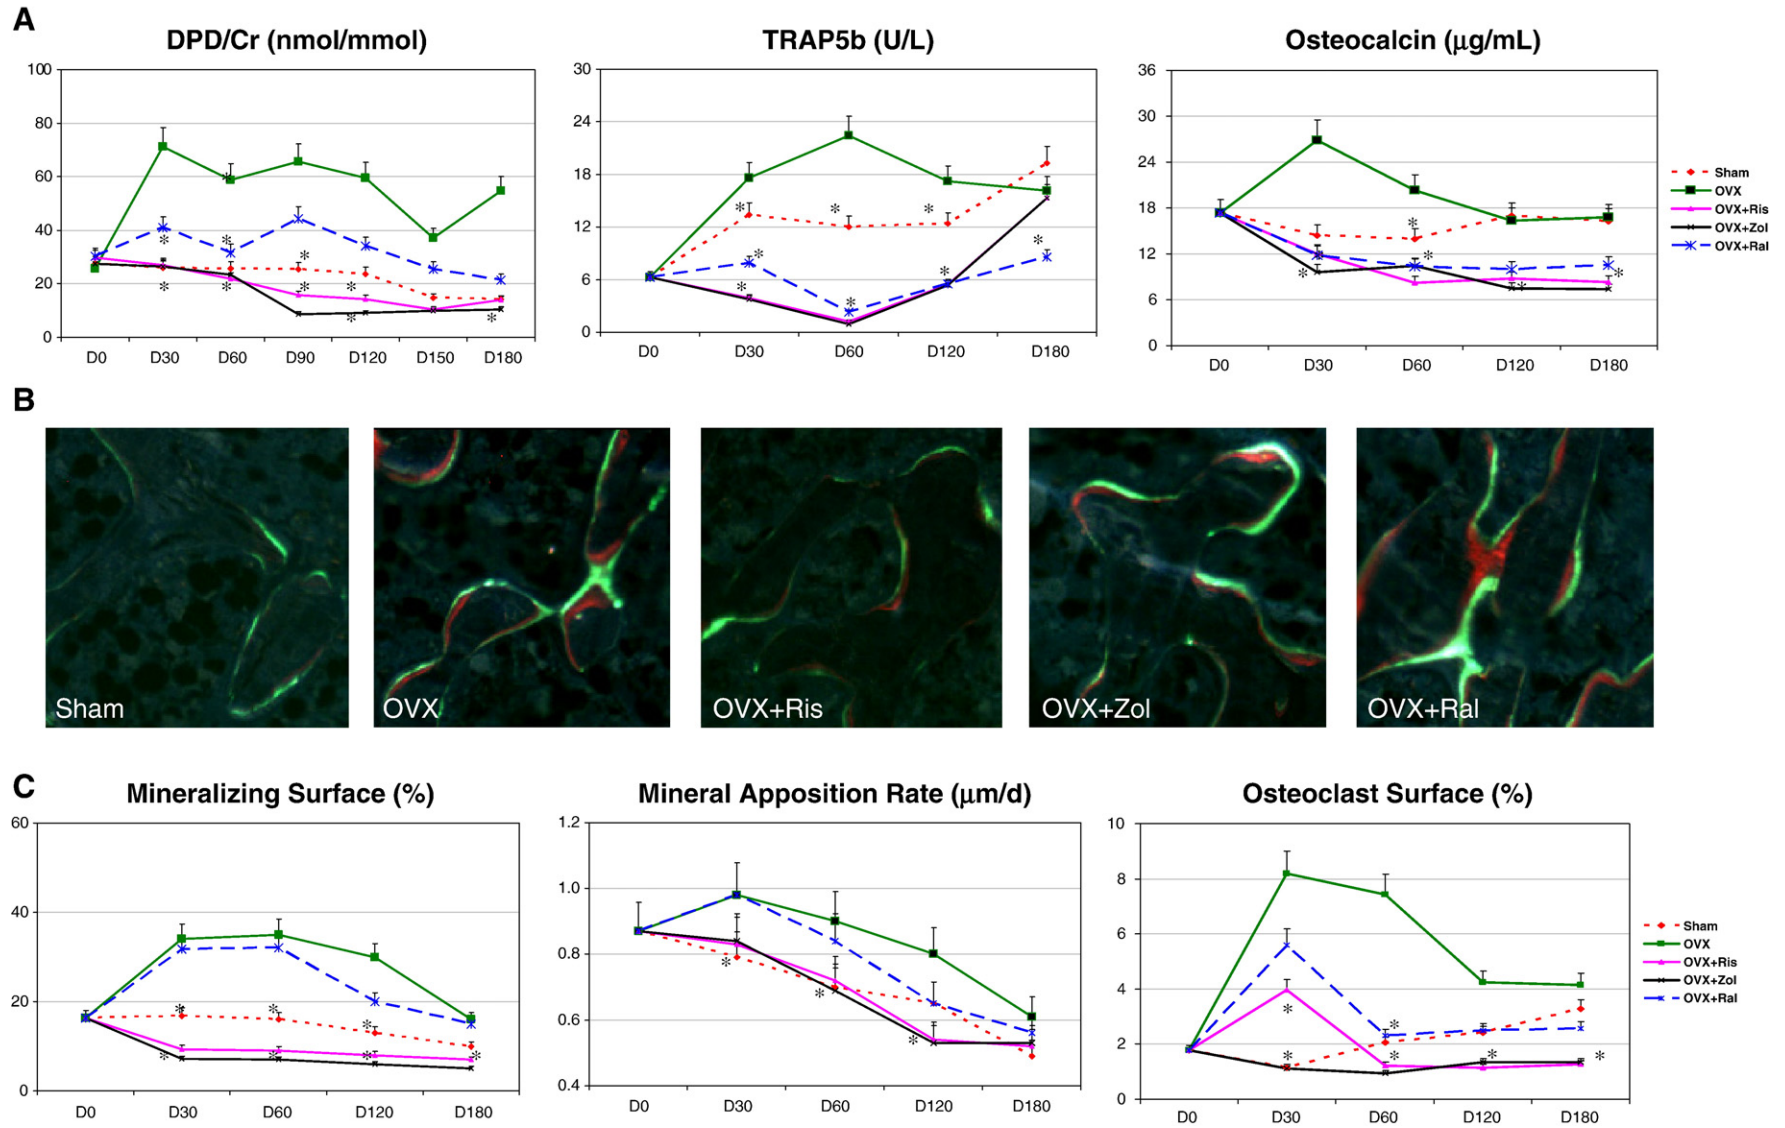 A
DPD/Cr (nmol/mmol)
TRAP5b (U/L)
Osteocalcin (μg/mL)
100
80
60
40
20
0
D0 D30 D60 D90 D120 D150 D180
30
24
18
12
6
0
D0 D30 D60 D120 D180
36
30
24
18
12
6
0
D0 D30 D60 D120 D180
Sham
OVX
OVX+Ris
OVX+Zol
OVX+Ral
B
Sham
OVX
OVX+Ris
OVX+Zol
OVX+Ral
C
Mineralizing Surface (%)
Mineral Apposition Rate (μm/d)
Osteoclast Surface (%)
60
40
20
0
D0 D30 D60 D120 D180
1.2
1.0
0.8
0.6
0.4
D0 D30 D60 D120 D180
10
8
6
4
2
0
D0 D30 D60 D120 D180
Sham
OVX
OVX+Ris
OVX+Zol
OVX+Ral